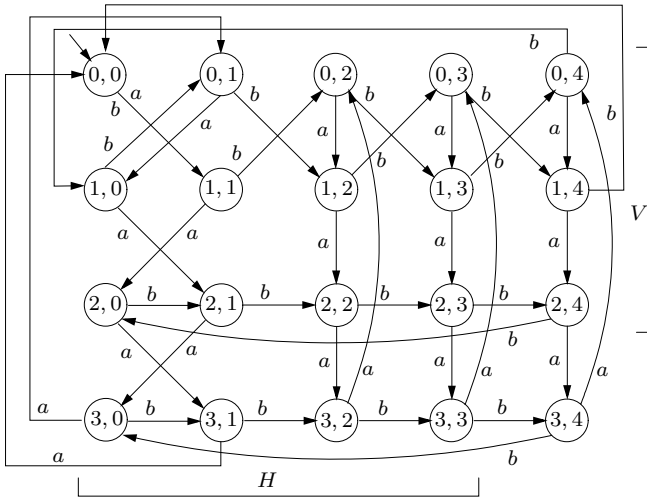 b
0, 0 a 0, 1 0, 2 0, 3 0, 4
b a b a b a b a b
b b b b
1, 0 1, 1 1, 2 1, 3 1, 4
a a a a a V
2, 0 b 2, 1 b 2, 2 b 2, 3 b 2, 4
b
a a a a a a a a
3, 0 b 3, 1 b 3, 2 b 3, 3 b 3, 4
a
a b
H